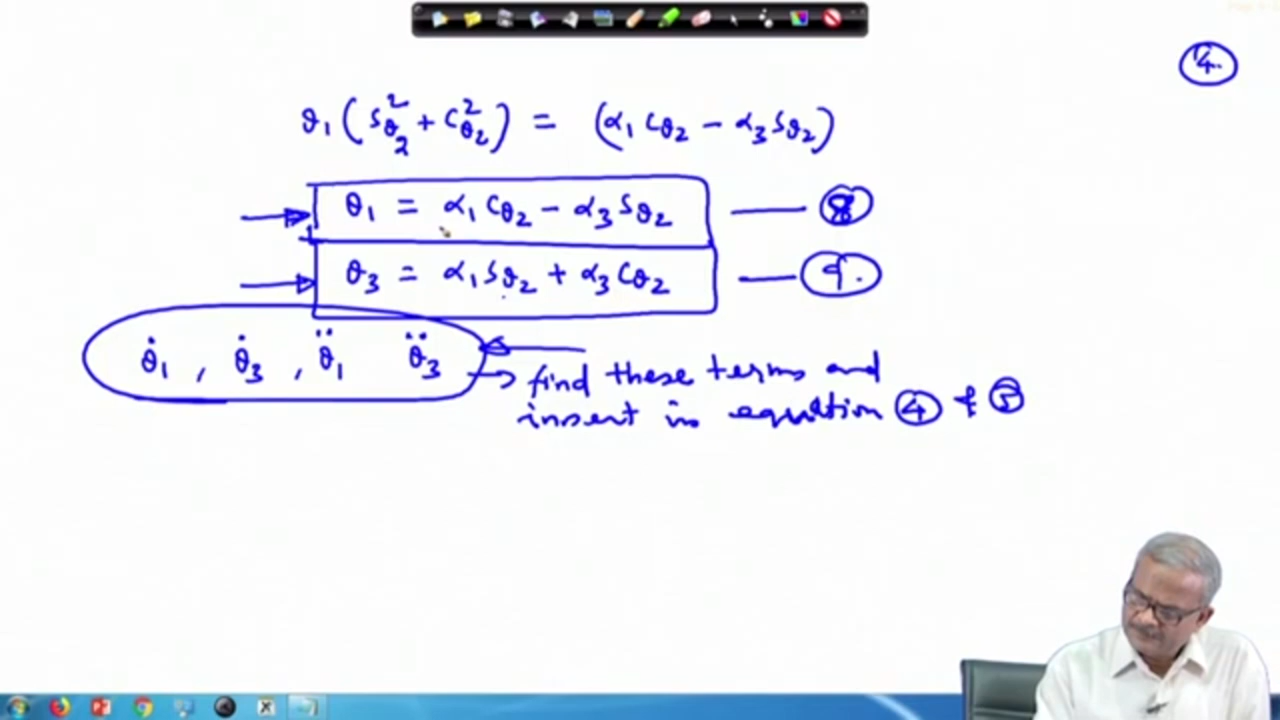 14.
θ₁ (S²θ₂ + C²θ₂) = (α₁ Cθ₂ − α₃ Sθ₂)
θ₁ = α₁ Cθ₂ − α₃ Sθ₂ — 8
θ₃ = α₁ Sθ₂ + α₃ Cθ₂ — 9.
θ̇₁ , θ̇₃ , θ̈₁ θ̈₃ → find these terms and
insert in equation 4 & 5